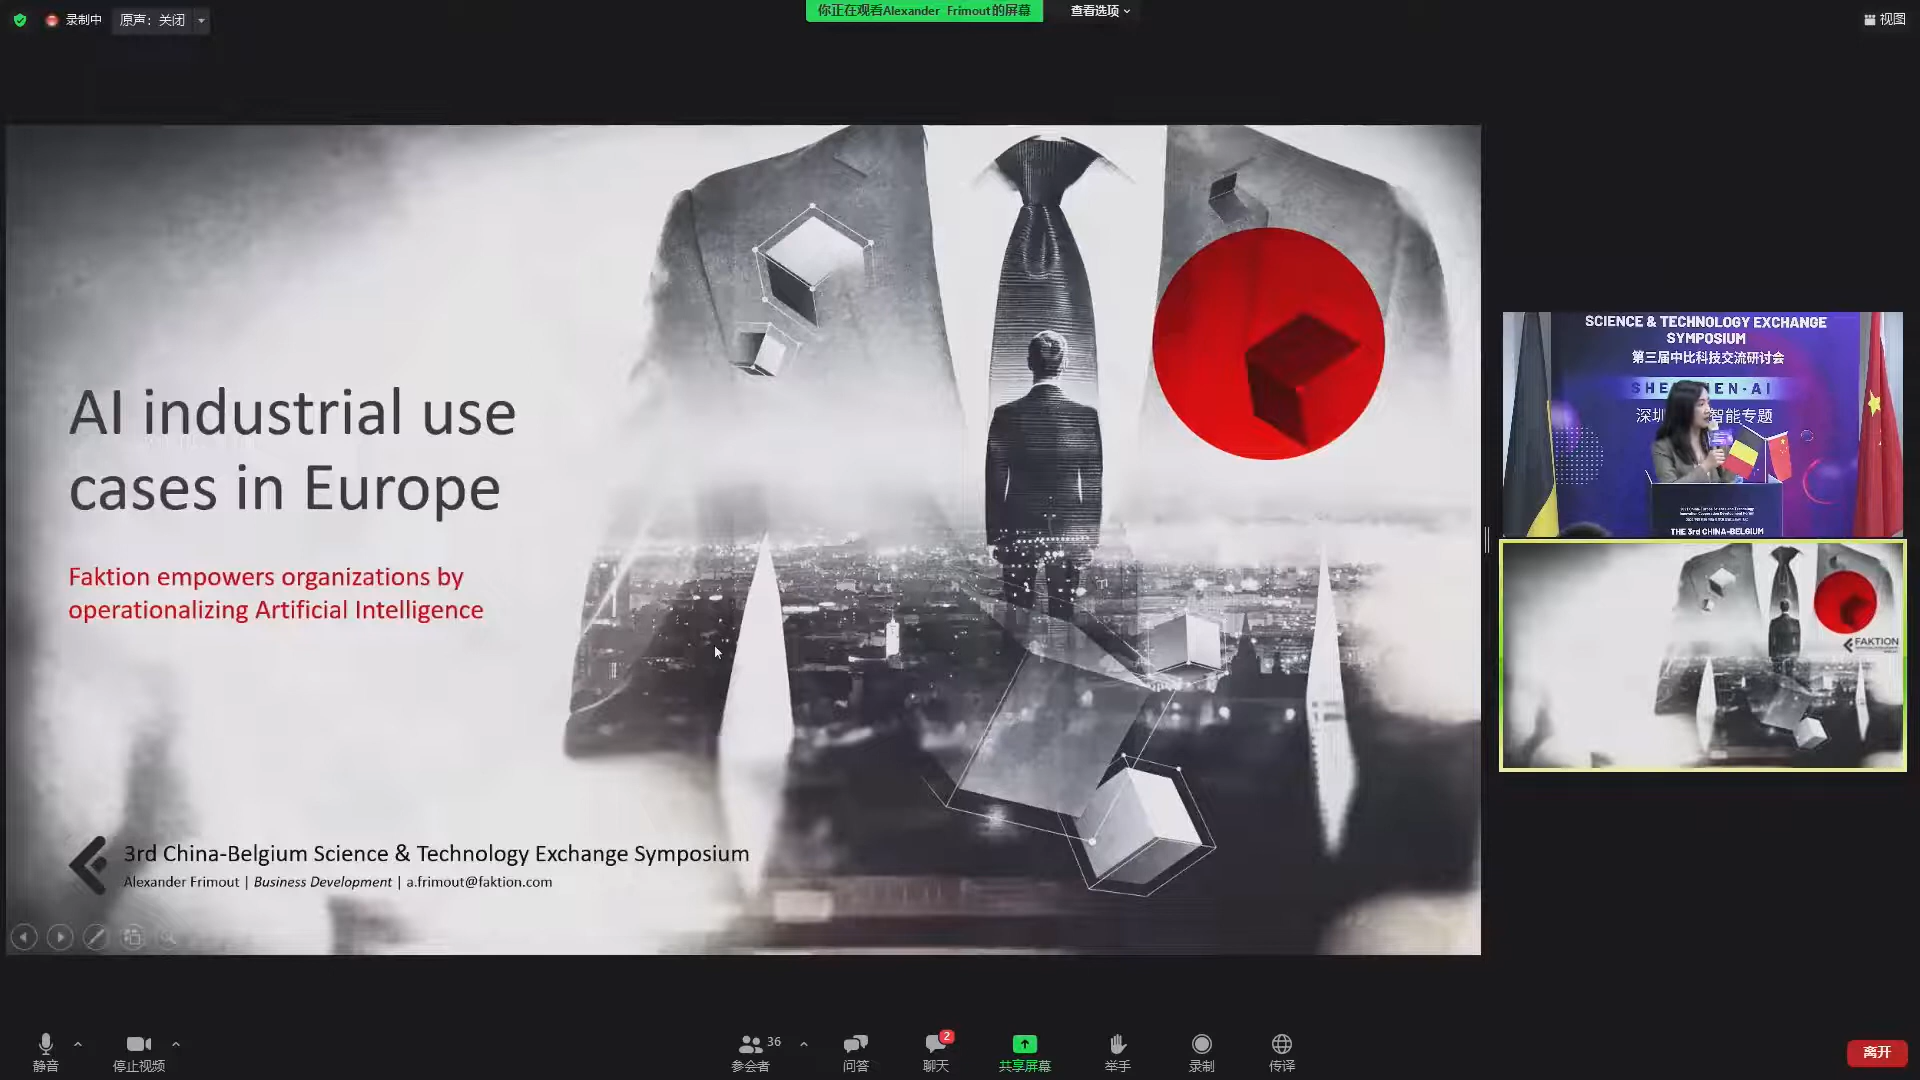 录制中
原声：关闭
你正在观看Alexander Frimout的屏幕
查看选项
视图
AI industrial use
cases in Europe
Faktion empowers organizations by
operationalizing Artificial Intelligence
3rd China-Belgium Science & Technology Exchange Symposium
Alexander Frimout | Business Development | a.frimout@faktion.com
SCIENCE & TECHNOLOGY EXCHANGE
SYMPOSIUM
第三届中比科技交流研讨会
深圳 智能专题
THE 3rd CHINA-BELGIUM
FAKTION
静音
停止视频
36
参会者
问答
2
聊天
共享屏幕
举手
录制
传译
离开